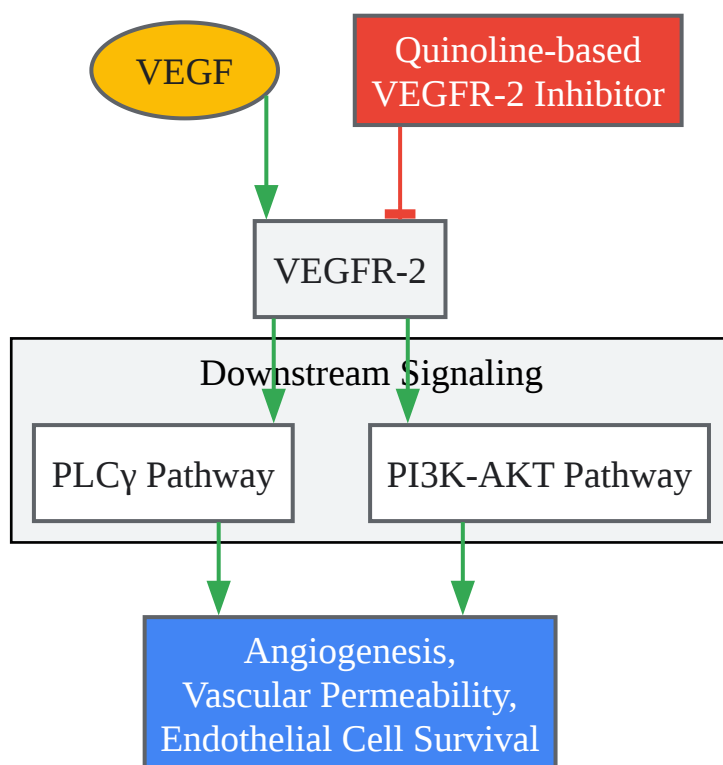 VEGF
Quinoline-based
VEGFR-2 Inhibitor
VEGFR-2
Downstream Signaling
PLCγ Pathway
PI3K-AKT Pathway
Angiogenesis,
Vascular Permeability,
Endothelial Cell Survival